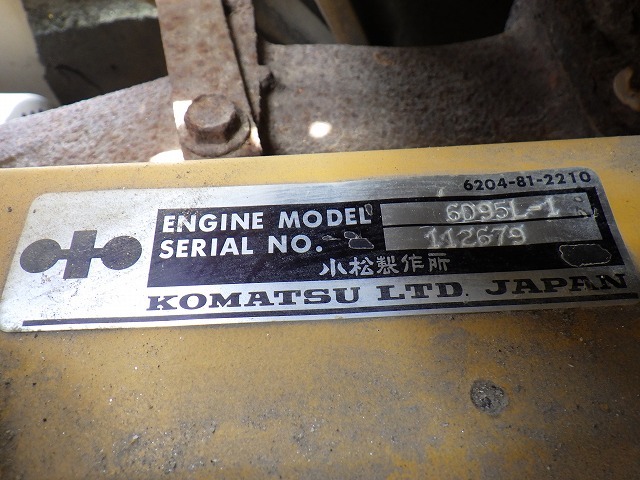 6204-81-2210
ENGINE MODEL 6D95L-1
SERIAL NO. 112679
小松製作所
KOMATSU LTD. JAPAN